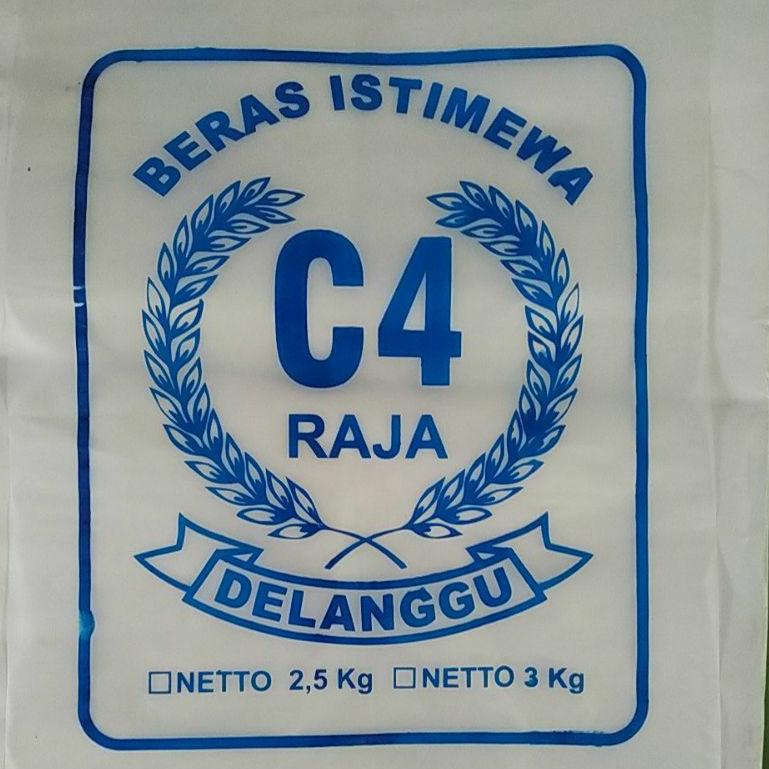 BERAS ISTIMEWA
C4
RAJA
DELANGGU
☐NETTO 2,5 Kg ☐NETTO 3 Kg